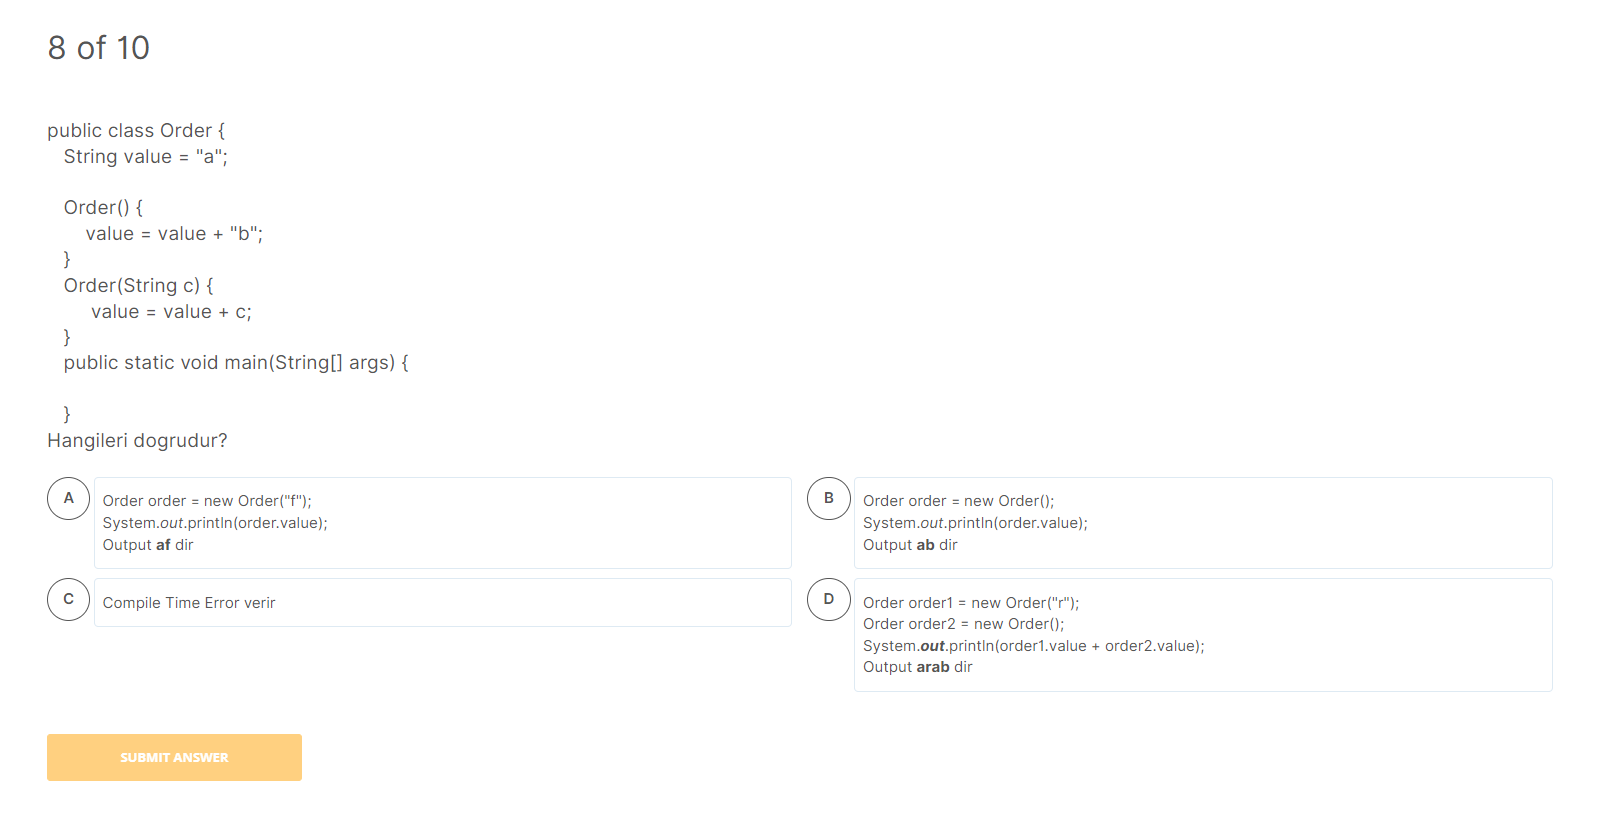 8 of 10
public class Order {
String value = "a";
Order() {
value = value + "b";
}
Order(String c) {
value = value + c;
}
public static void main(String[] args) {
}
Hangileri dogrudur?
A
Order order = new Order("f");
System.out.println(order.value);
Output af dir
B
Order order = new Order();
System.out.println(order.value);
Output ab dir
C
Compile Time Error verir
D
Order order1 = new Order("r");
Order order2 = new Order();
System.out.println(order1.value + order2.value);
Output arab dir
SUBMIT ANSWER